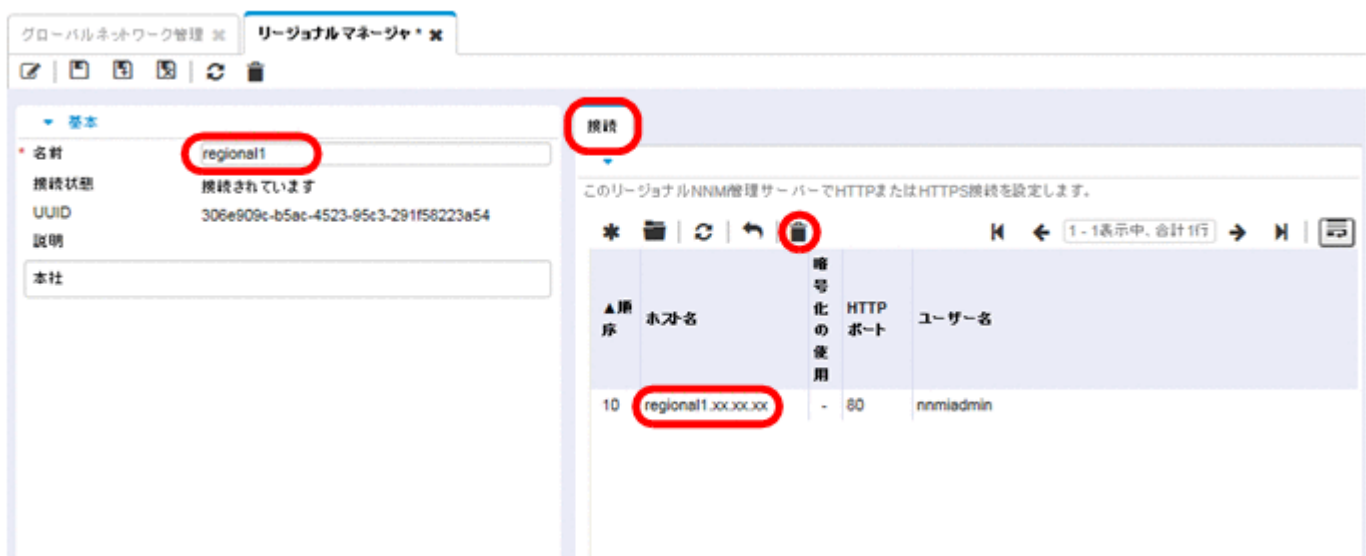 グローバルネットワーク管理 ✖ リージョナルマネージャ * ✖
▼ 基本
* 名前 regional1
接続状態 接続されています
UUID 306e909c-b5ac-4523-95c3-291f58223a54
説明
本社
接続
このリージョナルNNM管理サーバーでHTTPまたはHTTPS接続を設定します。
1 - 1表示中、合計1行
▲順序 ホスト名 暗号化の使用 HTTPポート ユーザー名
10 regional1.xx.xx.xx - 80 nnmiadmin